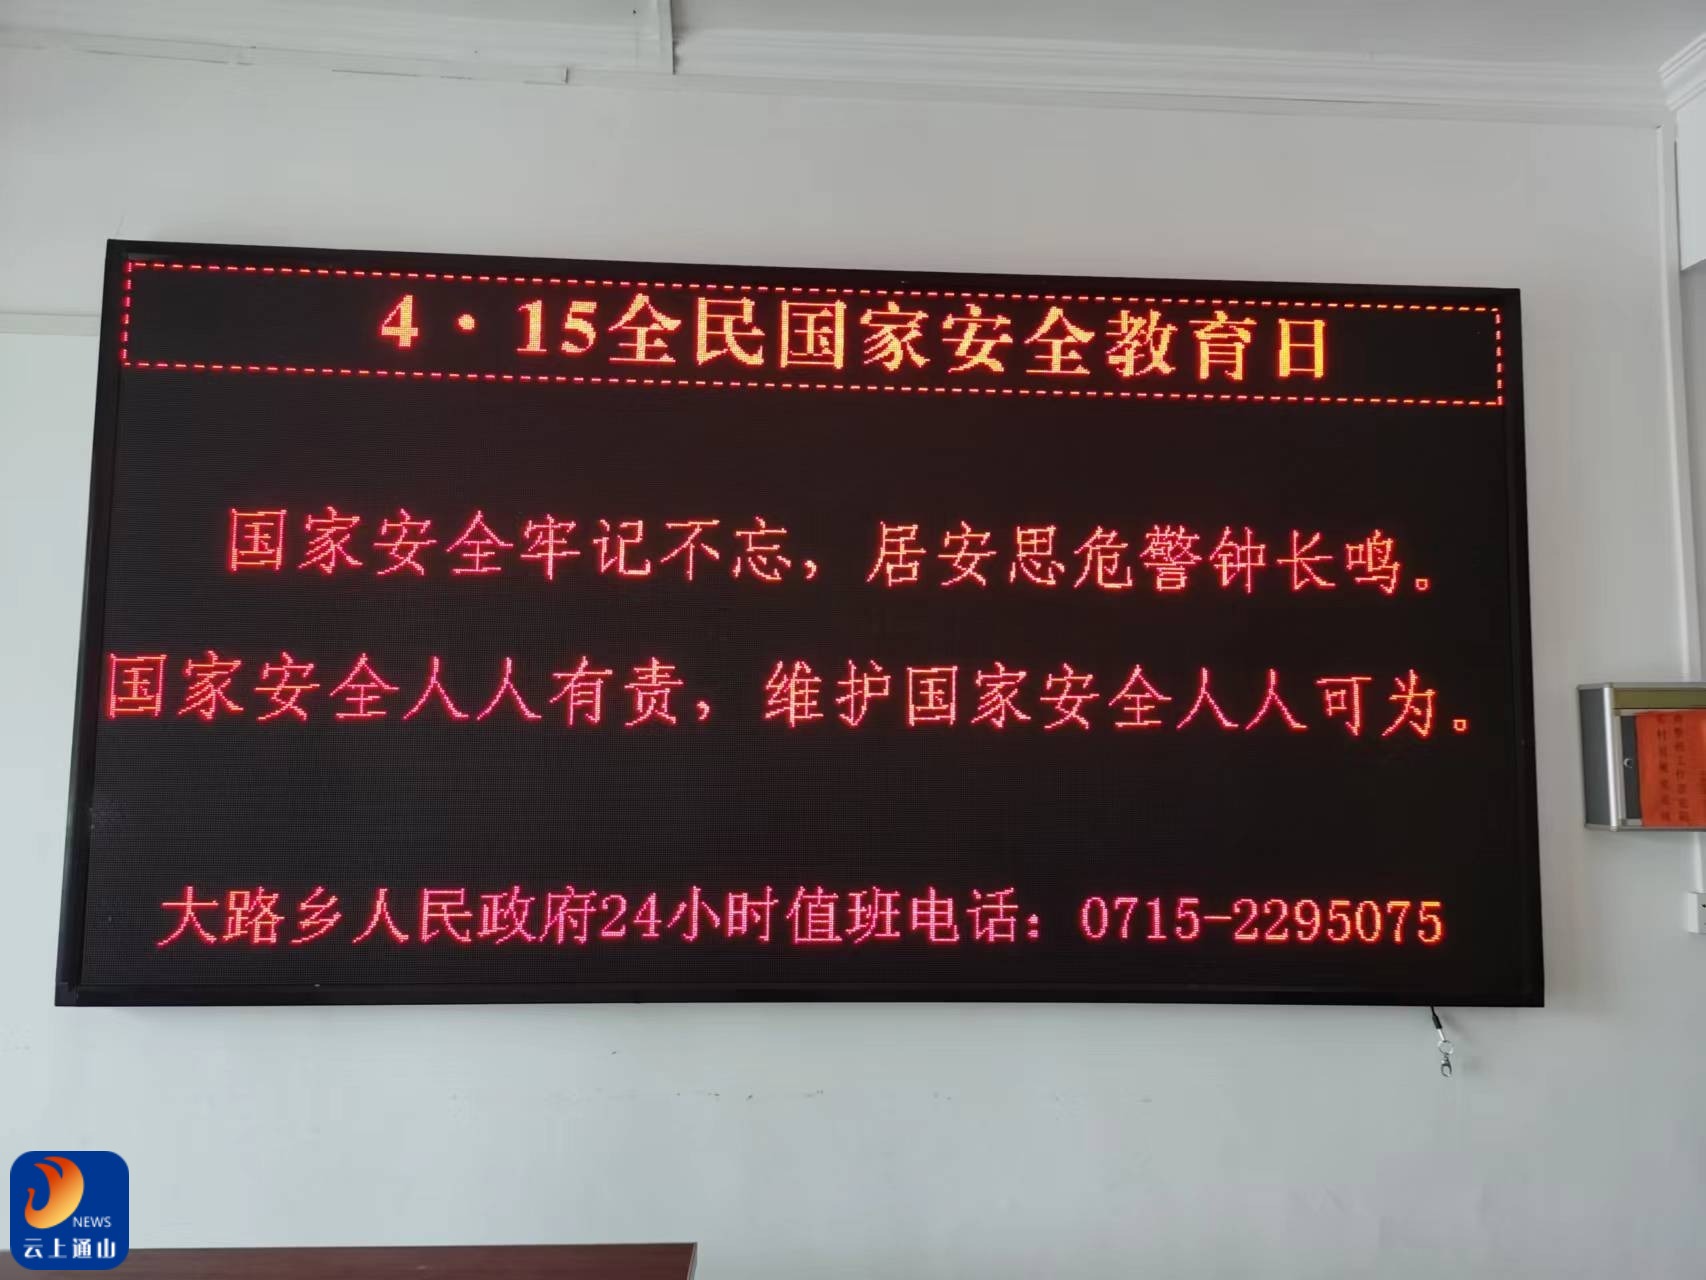 4·15全民国家安全教育日
国家安全牢记不忘，居安思危警钟长鸣。
国家安全人人有责，维护国家安全人人可为。
大路乡人民政府24小时值班电话：0715-2295075
NEWS
云上通山